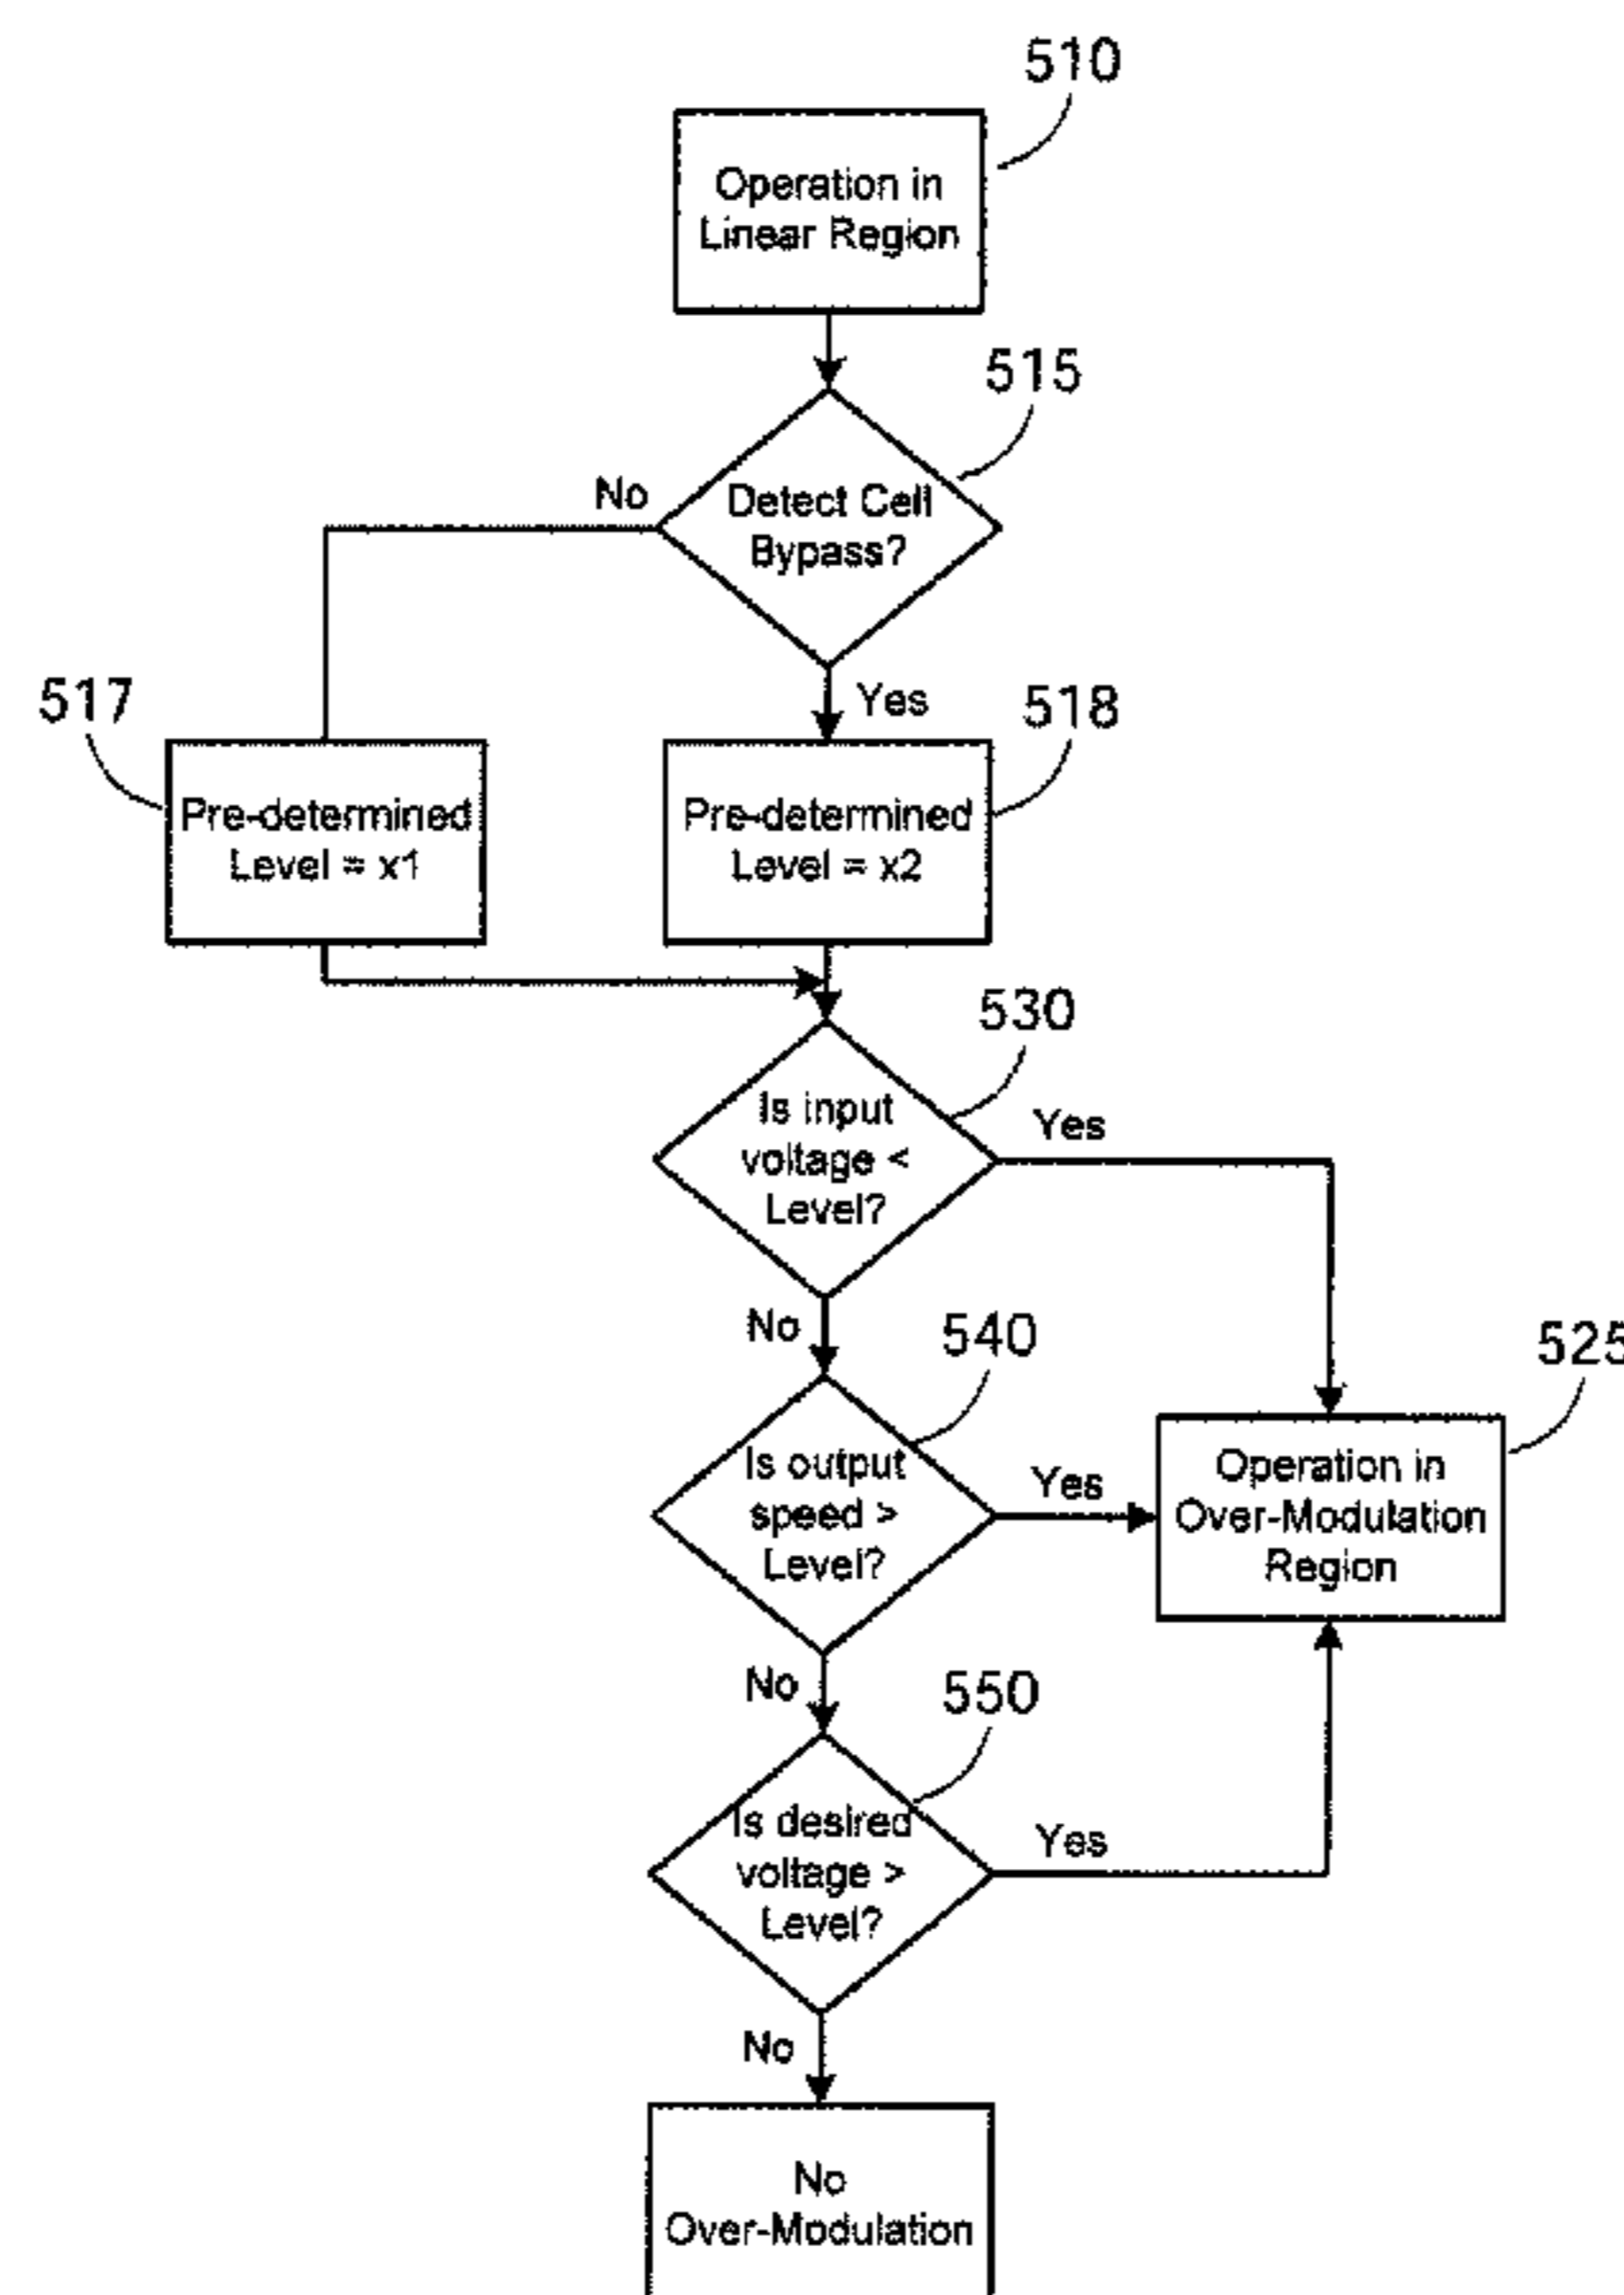 510
Operation in
Linear Region
515
No
Detect Cell
Bypass?
Yes
517
518
Pre-determined
Level = x1
Pre-determined
Level = x2
530
Is input
voltage <
Level?
Yes
No
540
525
Is output
speed >
Level?
Yes
Operation in
Over-Modulation
Region
No
550
Is desired
voltage >
Level?
Yes
No
No
Over-Modulation